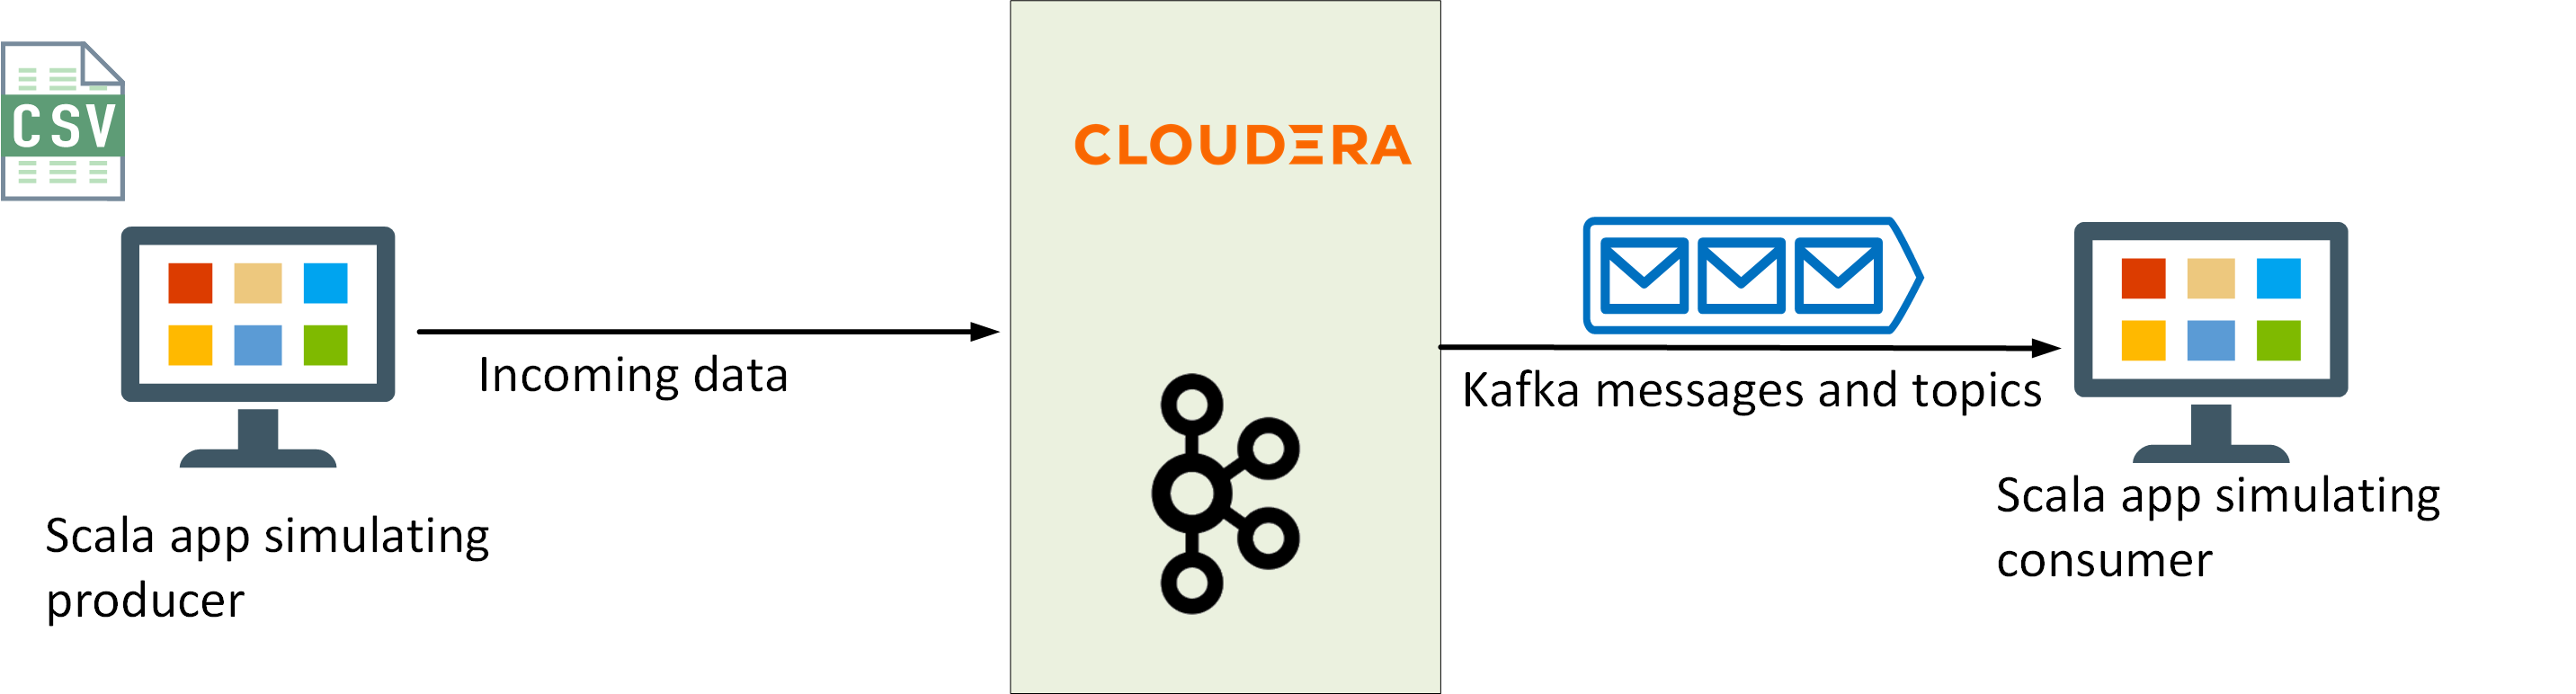 CSV
CLOUDERA
Incoming data
Kafka messages and topics
Scala app simulating
producer
Scala app simulating
consumer